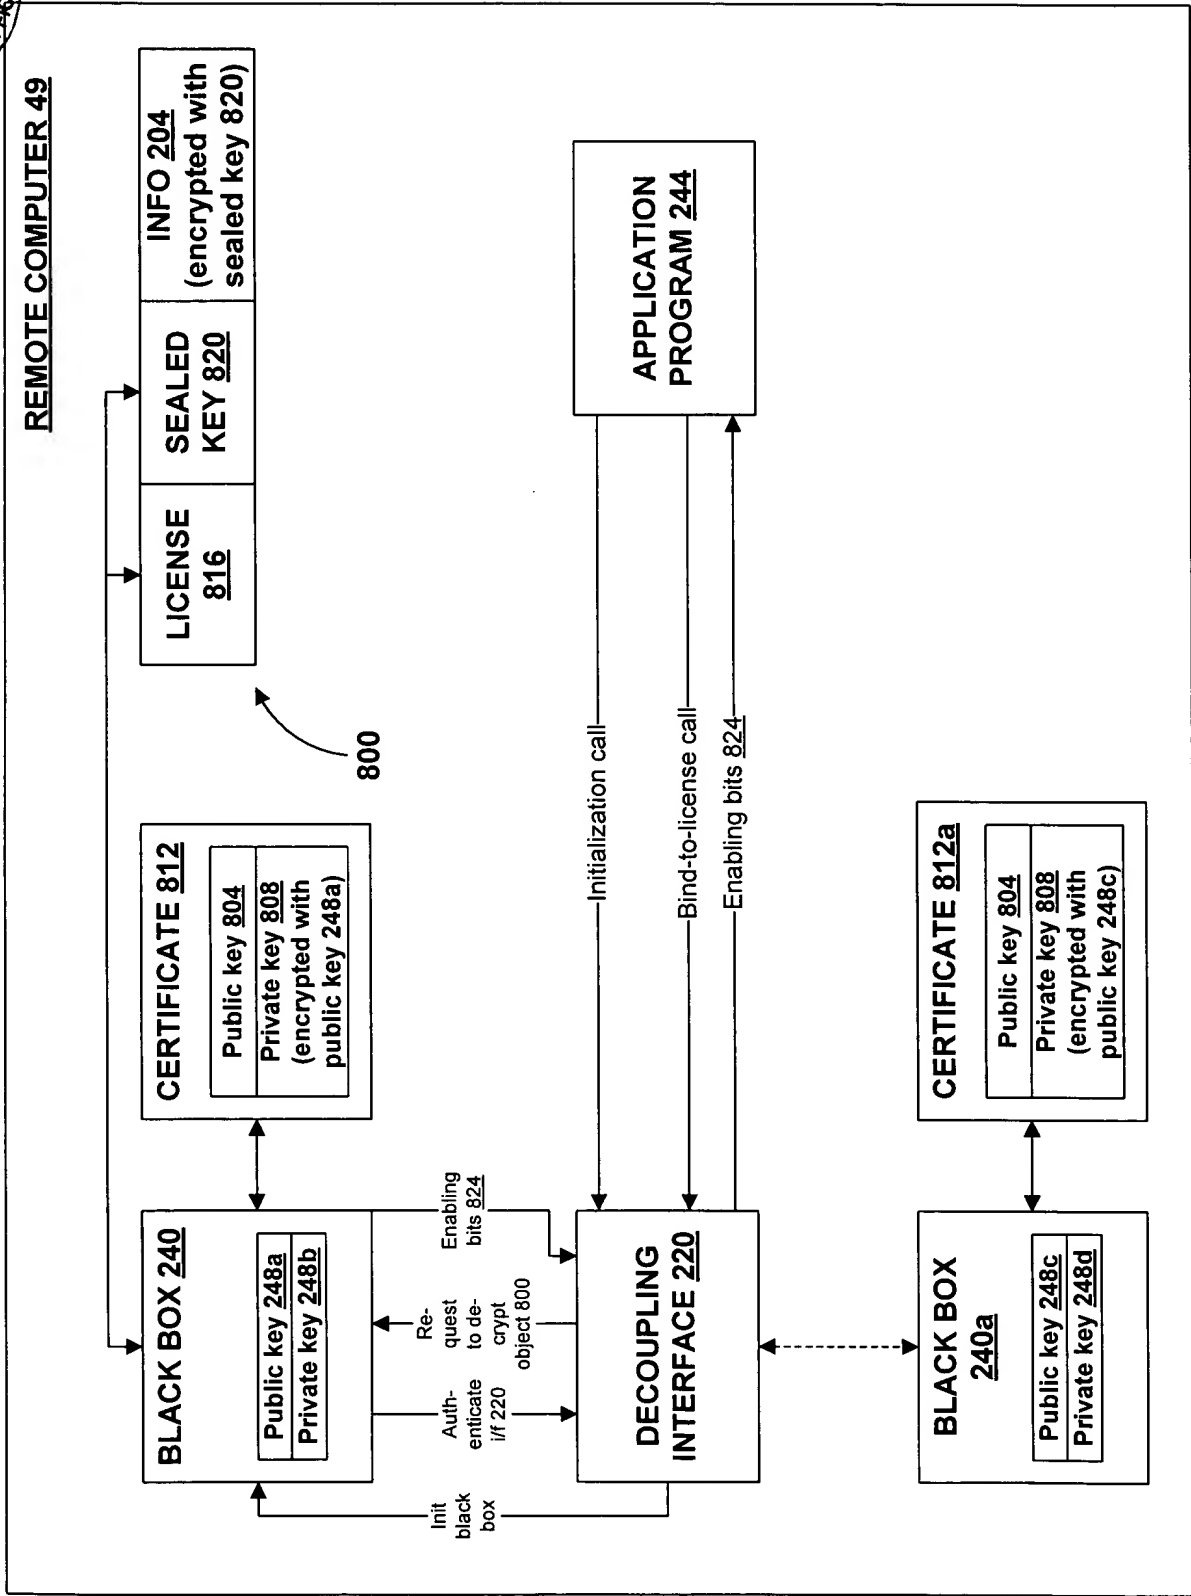 REMOTE COMPUTER 49
BLACK BOX 240
Public key 248a
Private key 248b
CERTIFICATE 812
Public key 804
Private key 808
(encrypted with
public key 248a)
LICENSE
816
SEALED
KEY 820
INFO 204
(encrypted with
sealed key 820)
800
Init
black
box
Auth-
enticate
i/f 220
Re-
quest
to de-
crypt
object 800
Enabling
bits 824
DECOUPLING
INTERFACE 220
Initialization call
Bind-to-license call
Enabling bits 824
APPLICATION
PROGRAM 244
BLACK BOX
240a
Public key 248c
Private key 248d
CERTIFICATE 812a
Public key 804
Private key 808
(encrypted with
public key 248c)